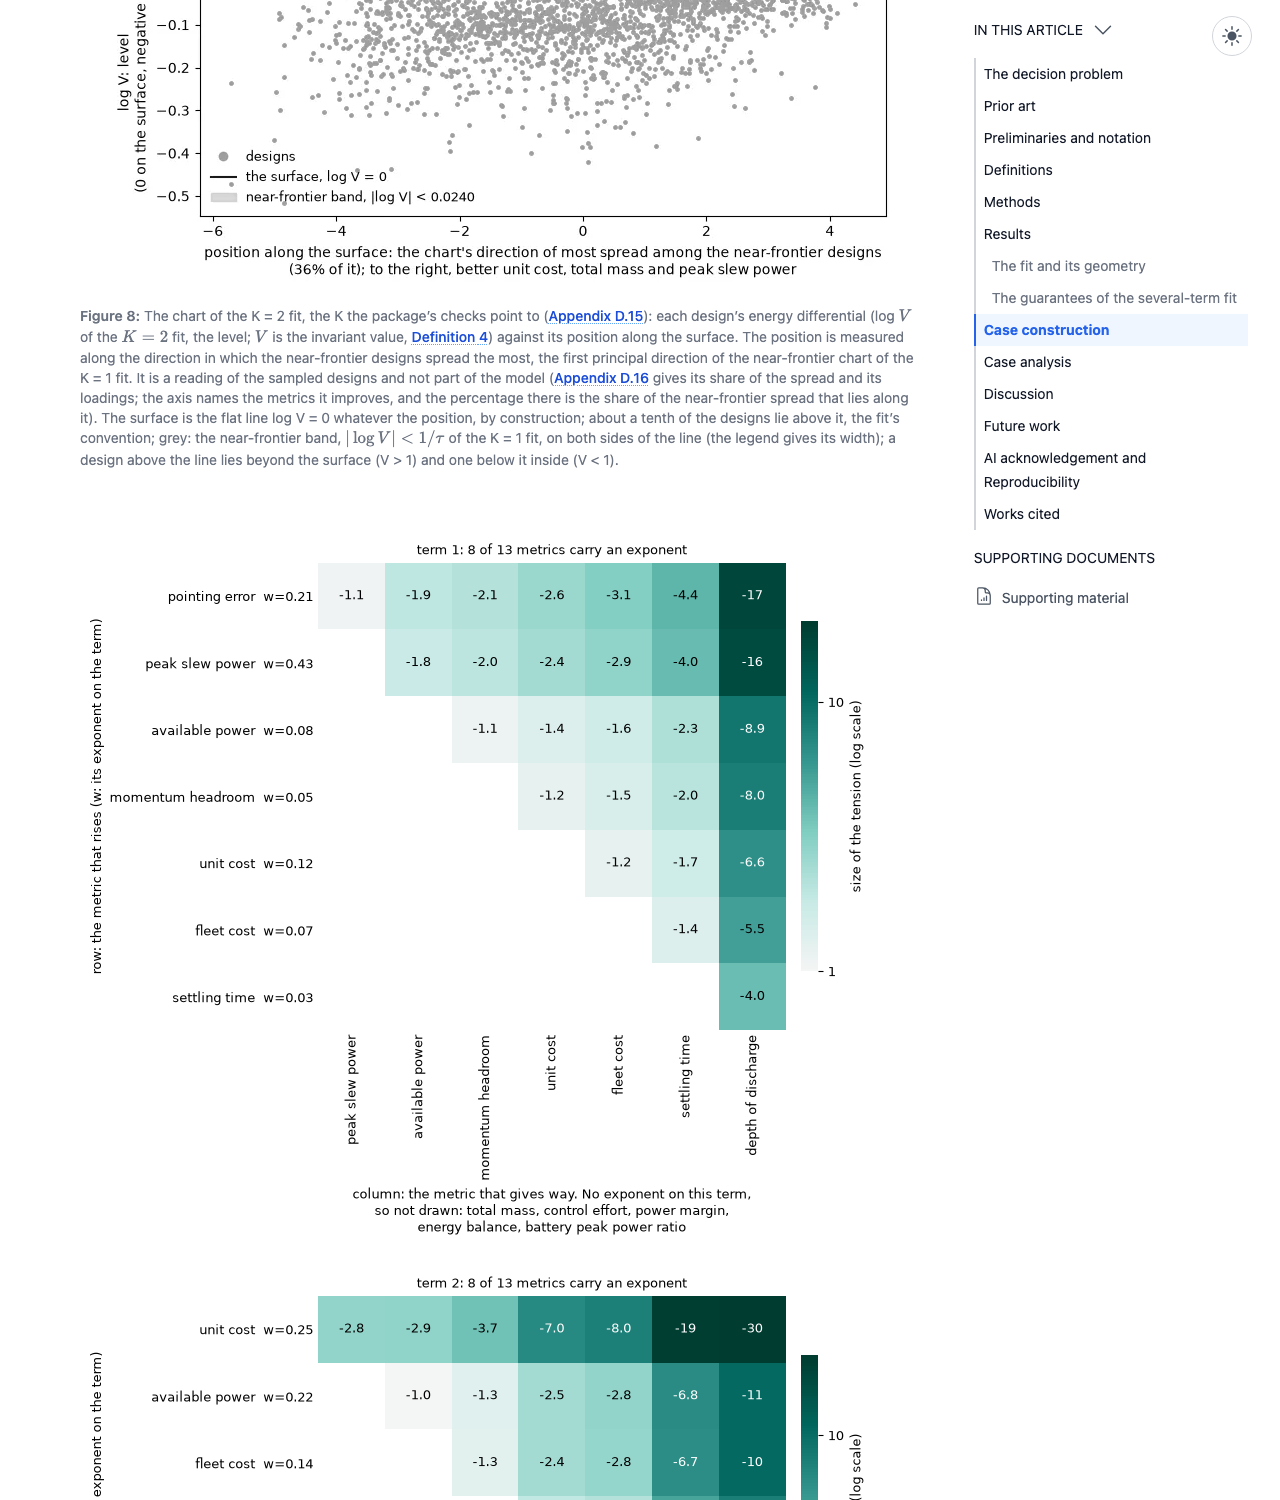 −0.1
−0.2
−0.3
−0.4
−0.5
log V: level
(0 on the surface, negative
designs
the surface, log V = 0
near-frontier band, |log V| < 0.0240
−6 −4 −2 0 2 4
position along the surface: the chart's direction of most spread among the near-frontier designs
(36% of it); to the right, better unit cost, total mass and peak slew power
Figure 8: The chart of the K = 2 fit, the K the package’s checks point to (Appendix D.15): each design’s energy differential (log V
of the K = 2 fit, the level; V is the invariant value, Definition 4) against its position along the surface. The position is measured
along the direction in which the near-frontier designs spread the most, the first principal direction of the near-frontier chart of the
K = 1 fit. It is a reading of the sampled designs and not part of the model (Appendix D.16 gives its share of the spread and its
loadings; the axis names the metrics it improves, and the percentage there is the share of the near-frontier spread that lies along
it). The surface is the flat line log V = 0 whatever the position, by construction; about a tenth of the designs lie above it, the fit’s
convention; grey: the near-frontier band, | log V| < 1/τ of the K = 1 fit, on both sides of the line (the legend gives its width); a
design above the line lies beyond the surface (V > 1) and one below it inside (V < 1).
term 1: 8 of 13 metrics carry an exponent
row: the metric that rises (w: its exponent on the term)
pointing error w=0.21 -1.1 -1.9 -2.1 -2.6 -3.1 -4.4 -17
peak slew power w=0.43 -1.8 -2.0 -2.4 -2.9 -4.0 -16
available power w=0.08 -1.1 -1.4 -1.6 -2.3 -8.9
momentum headroom w=0.05 -1.2 -1.5 -2.0 -8.0
unit cost w=0.12 -1.2 -1.7 -6.6
fleet cost w=0.07 -1.4 -5.5
settling time w=0.03 -4.0
peak slew power
available power
momentum headroom
unit cost
fleet cost
settling time
depth of discharge
10
1
size of the tension (log scale)
column: the metric that gives way. No exponent on this term,
so not drawn: total mass, control effort, power margin,
energy balance, battery peak power ratio
term 2: 8 of 13 metrics carry an exponent
exponent on the term)
unit cost w=0.25 -2.8 -2.9 -3.7 -7.0 -8.0 -19 -30
available power w=0.22 -1.0 -1.3 -2.5 -2.8 -6.8 -11
fleet cost w=0.14 -1.3 -2.4 -2.8 -6.7 -10
10
(log scale)
IN THIS ARTICLE
The decision problem
Prior art
Preliminaries and notation
Definitions
Methods
Results
The fit and its geometry
The guarantees of the several-term fit
Case construction
Case analysis
Discussion
Future work
AI acknowledgement and
Reproducibility
Works cited
SUPPORTING DOCUMENTS
Supporting material